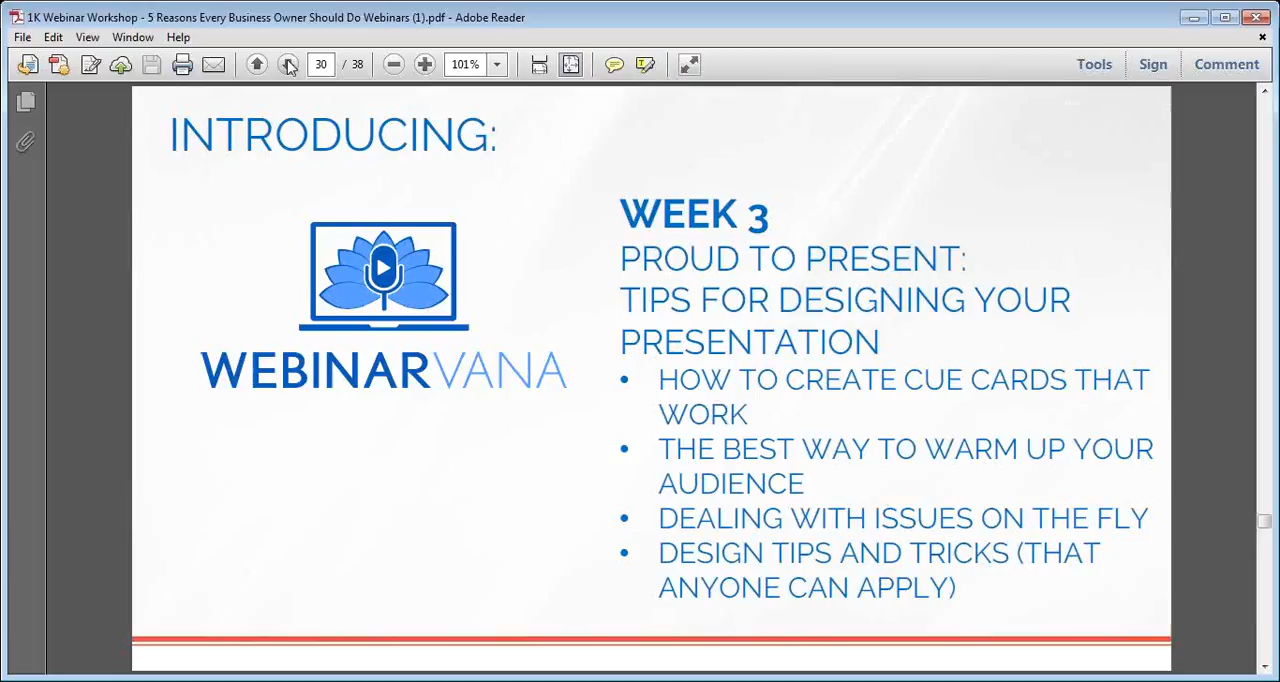 1K Webinar Workshop - 5 Reasons Every Business Owner Should Do Webinars (1).pdf - Adobe Reader
File Edit View Window Help
30 / 38 101% Tools Sign Comment
INTRODUCING:
WEBINARVANA
WEEK 3
PROUD TO PRESENT:
TIPS FOR DESIGNING YOUR
PRESENTATION
• HOW TO CREATE CUE CARDS THAT
WORK
• THE BEST WAY TO WARM UP YOUR
AUDIENCE
• DEALING WITH ISSUES ON THE FLY
• DESIGN TIPS AND TRICKS (THAT
ANYONE CAN APPLY)